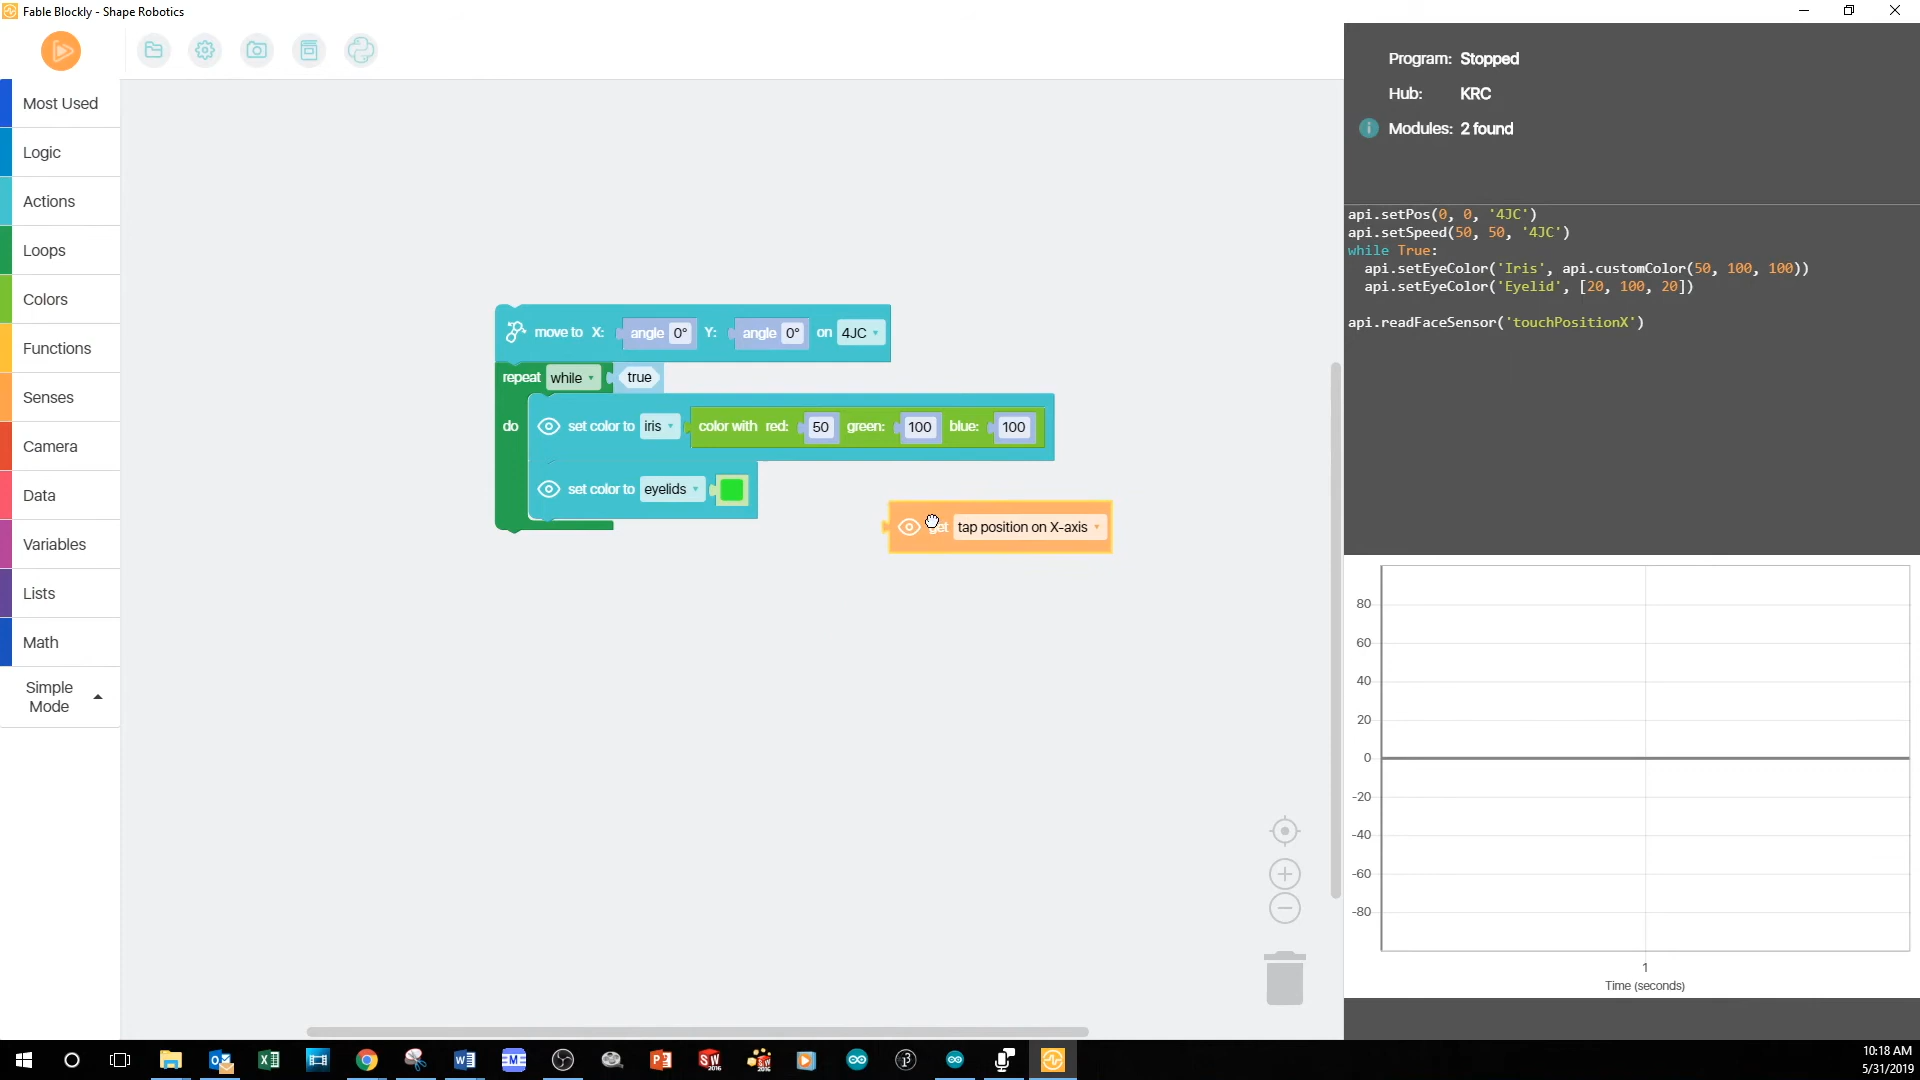 Fable Blockly - Shape Robotics
Most Used
Logic
Actions
Loops
Colors
Functions
Senses
Camera
Data
Variables
Lists
Math
Simple
Mode
move to X: angle 0° Y: angle 0° on 4JC
repeat while true
do set color to iris color with red: 50 green: 100 blue: 100
set color to eyelids
tap position on X-axis
Program: Stopped
Hub: KRC
Modules: 2 found
api.setPos(0, 0, '4JC')
api.setSpeed(50, 50, '4JC')
while True:
api.setEyeColor('Iris', api.customColor(50, 100, 100))
api.setEyeColor('Eyelid', [20, 100, 20])
api.readFaceSensor('touchPositionX')
80
60
40
20
0
-20
-40
-60
-80
1
Time (seconds)
10:18 AM
5/31/2019